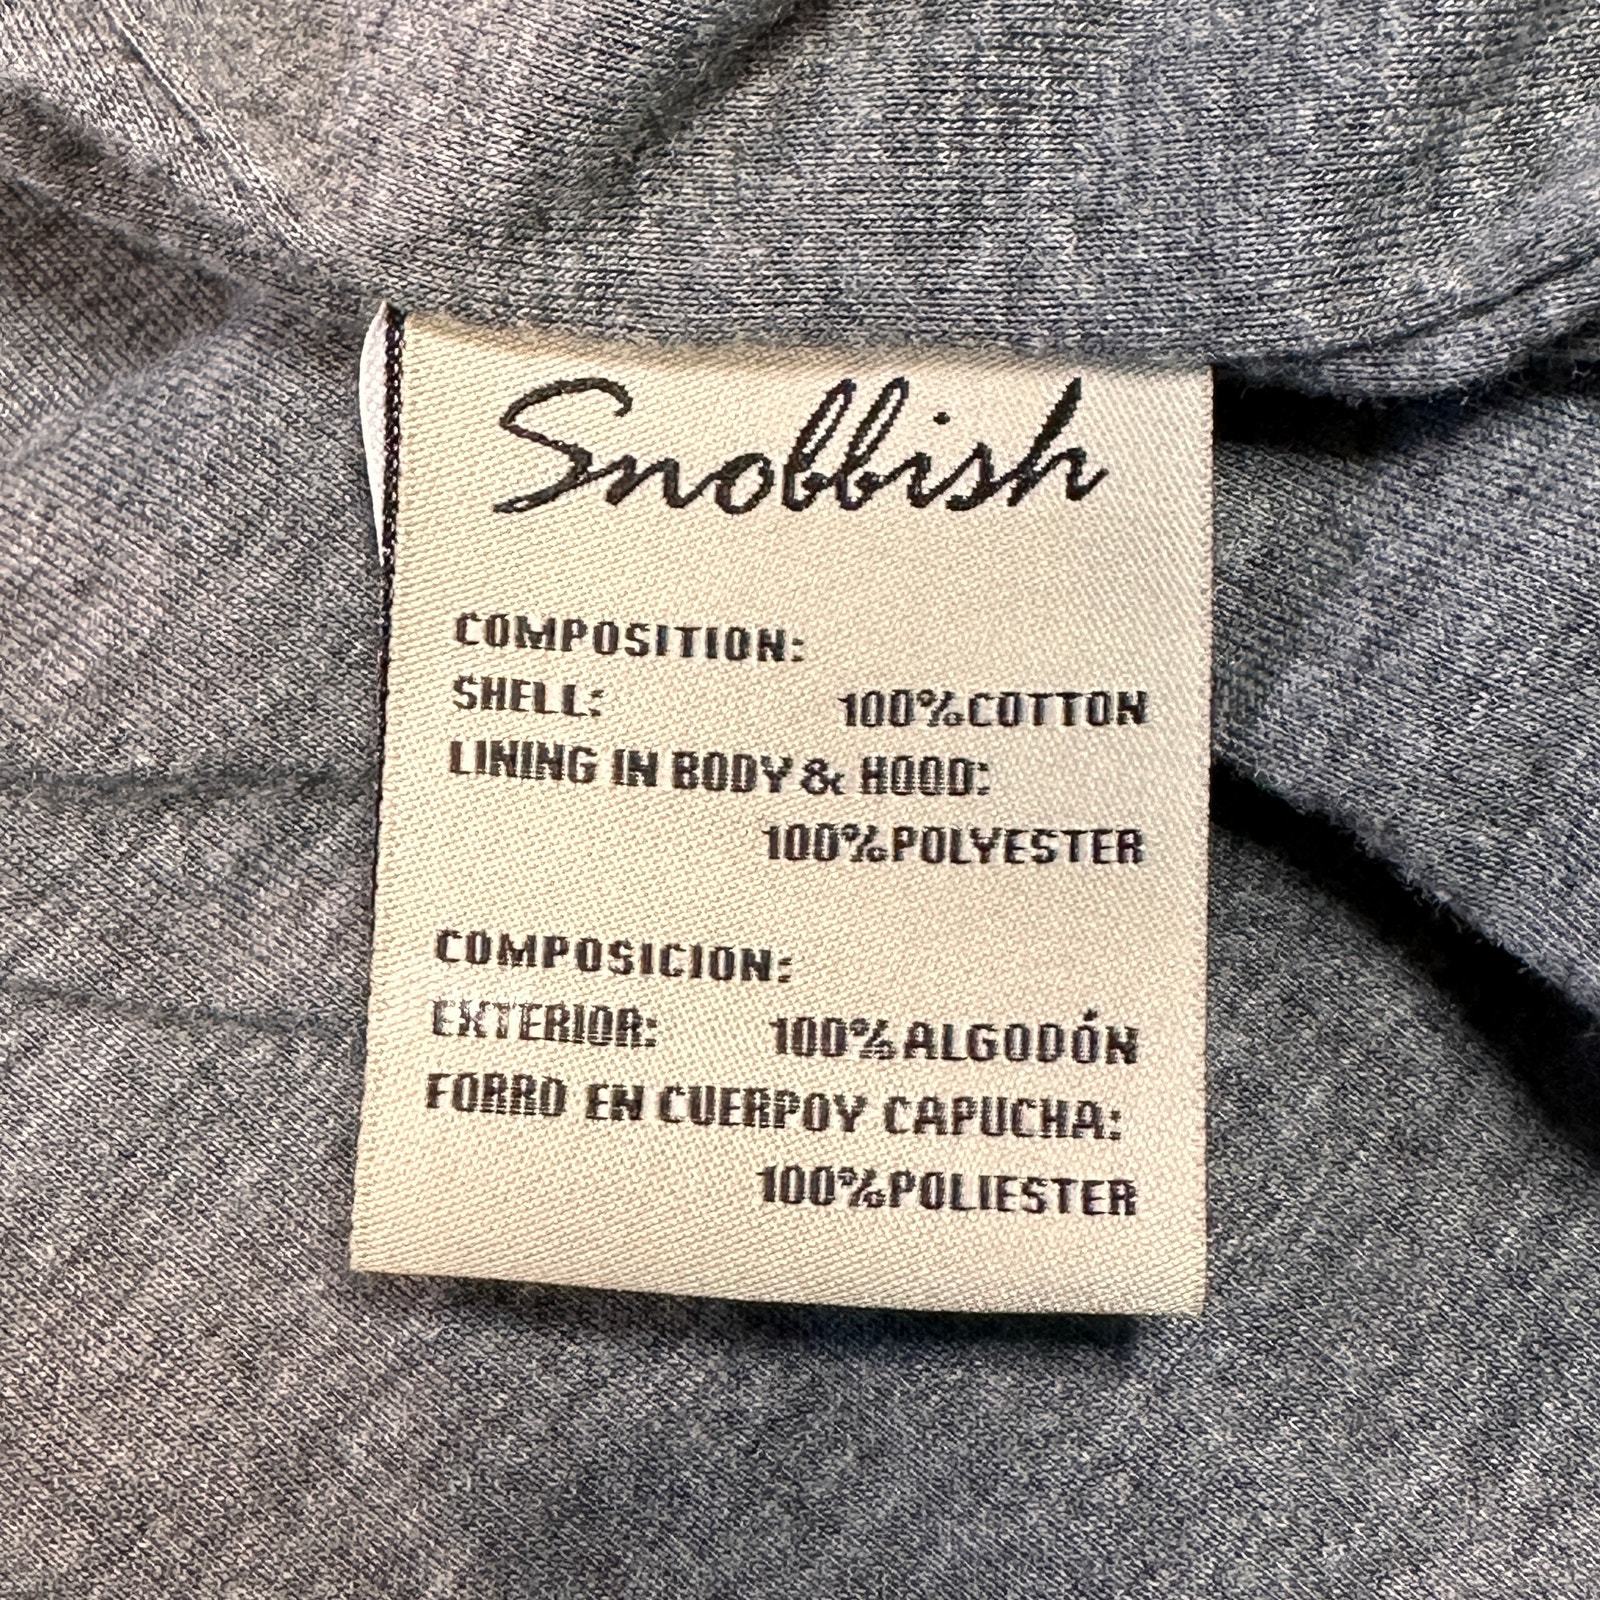 Snobbish
COMPOSITION:
SHELL: 100%COTTON
LINING IN BODY & HOOD:
100%POLYESTER
COMPOSICION:
EXTERIOR: 100%ALGODÓN
FORRO EN CUERPOY CAPUCHA:
100%POLIESTER